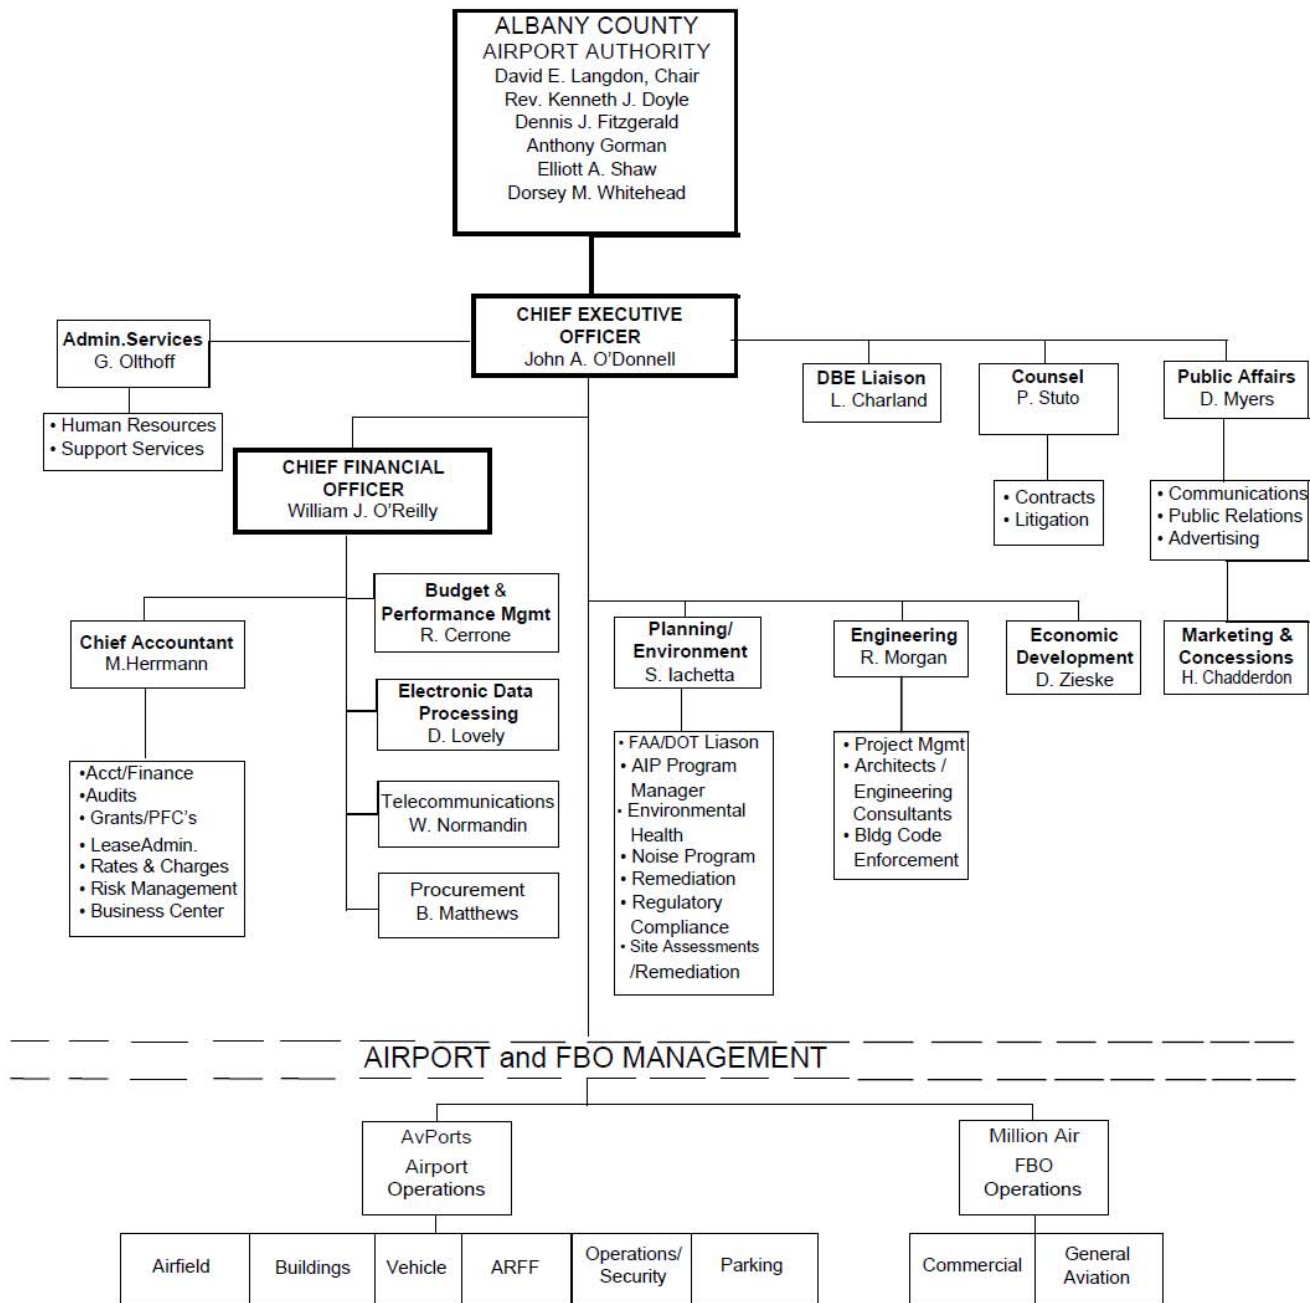 ALBANY COUNTY
AIRPORT AUTHORITY
David E. Langdon, Chair
Rev. Kenneth J. Doyle
Dennis J. Fitzgerald
Anthony Gorman
Elliott A. Shaw
Dorsey M. Whitehead
CHIEF EXECUTIVE
OFFICER
John A. O'Donnell
Admin.Services
G. Olthoff
• Human Resources
• Support Services
DBE Liaison
L. Charland
Counsel
P. Stuto
• Contracts
• Litigation
Public Affairs
D. Myers
• Communications
• Public Relations
• Advertising
CHIEF FINANCIAL
OFFICER
William J. O'Reilly
Chief Accountant
M.Herrmann
•Acct/Finance
•Audits
• Grants/PFC's
• LeaseAdmin.
• Rates & Charges
• Risk Management
• Business Center
Budget &
Performance Mgmt
R. Cerrone
Electronic Data
Processing
D. Lovely
Telecommunications
W. Normandin
Procurement
B. Matthews
Planning/
Environment
S. Iachetta
• FAA/DOT Liason
• AIP Program
Manager
• Environmental
Health
• Noise Program
• Remediation
• Regulatory
Compliance
• Site Assessments
/Remediation
Engineering
R. Morgan
• Project Mgmt
• Architects /
Engineering
Consultants
• Bldg Code
Enforcement
Economic
Development
D. Zieske
Marketing &
Concessions
H. Chadderdon
AIRPORT and FBO MANAGEMENT
AvPorts
Airport
Operations
Million Air
FBO
Operations
Airfield
Buildings
Vehicle
ARFF
Operations/
Security
Parking
Commercial
General
Aviation